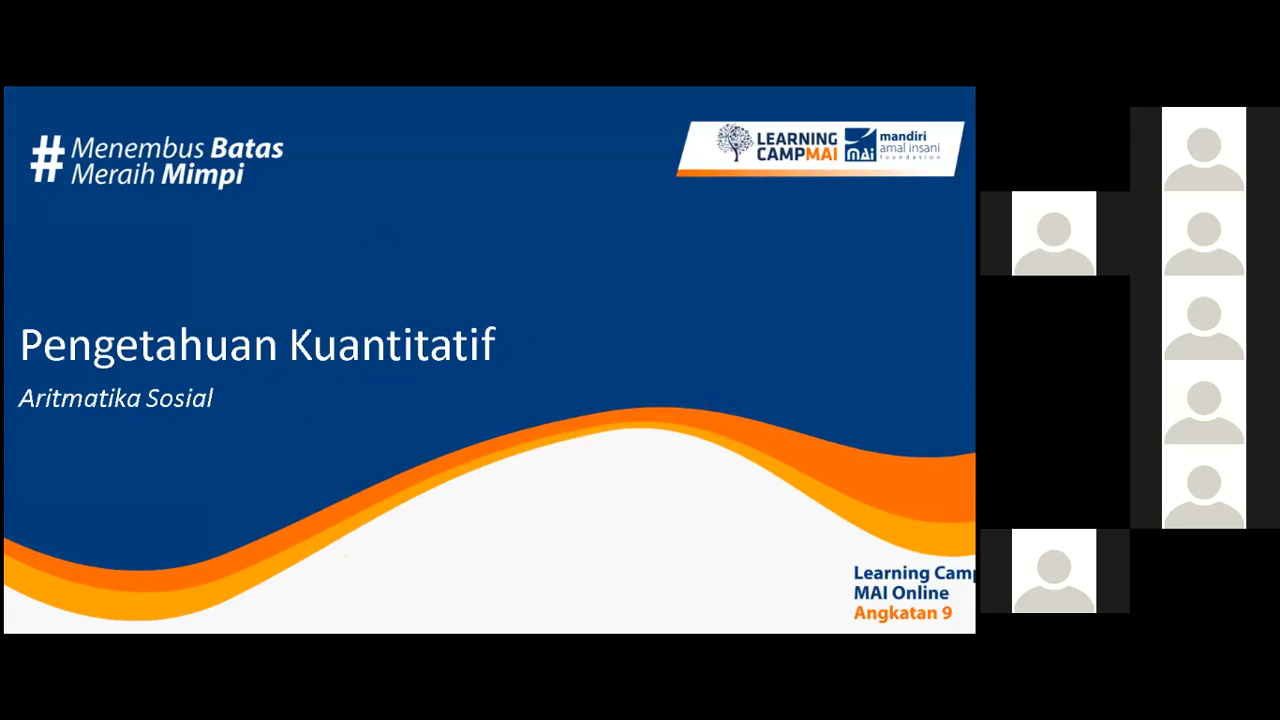 #Menembus Batas
Meraih Mimpi
LEARNING
CAMPMAI
MAI
mandiri
amal insani
foundation
Pengetahuan Kuantitatif
Aritmatika Sosial
Learning Camp
MAI Online
Angkatan 9